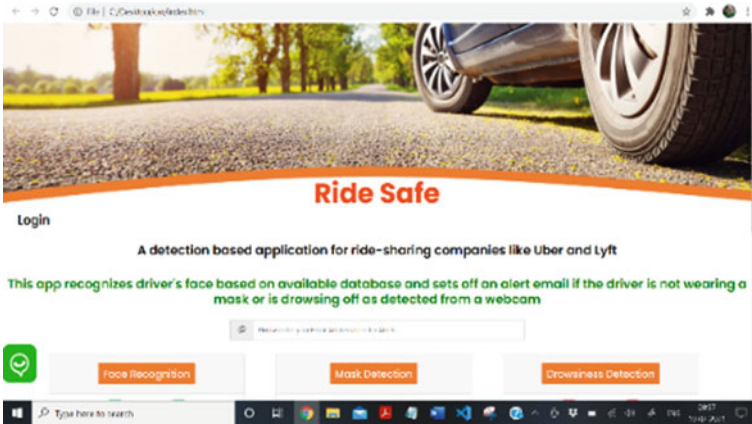 File | C:/Desktop/
Ride Safe
Login
A detection based application for ride-sharing companies like Uber and Lyft
This app recognizes driver's face based on available database and sets off an alert email if the driver is not wearing a
mask or is drowsing off as detected from a webcam
Face Recognition
Mask Detection
Drowsiness Detection
Type here to search